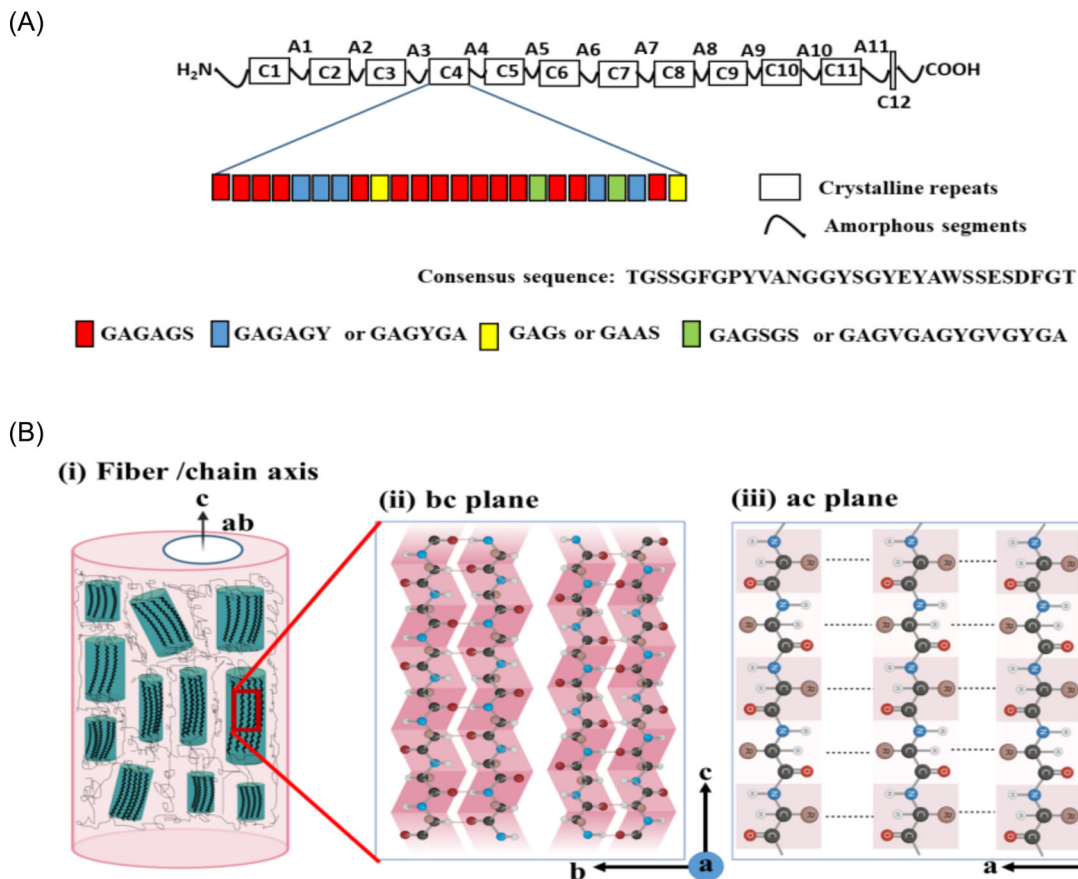 (A)
A1 A2 A3 A4 A5 A6 A7 A8 A9 A10 A11
H₂N C1 C2 C3 C4 C5 C6 C7 C8 C9 C10 C11 COOH
C12
Crystalline repeats
Amorphous segments
Consensus sequence: TGSSGFGPYVANGGYSGYEYAWSSESDFGT
GAGAGS GAGAGY or GAGYGA GAGs or GAAS GAGSGS or GAGVGAGYGVGYGA
(B)
(i) Fiber /chain axis
c
ab
(ii) bc plane
c
b
a
(iii) ac plane
N H H C R O C
N H R C H C O
N H H C R O C
N H R C H C O
N H H C R O C
N H H C R O C
N H R C H C O
N H H C R O C
N H R C H C O
N H H C R O C
N H H C R O C
N H R C H C O
N H H C R O C
N H R C H C O
N H H C R O C
a